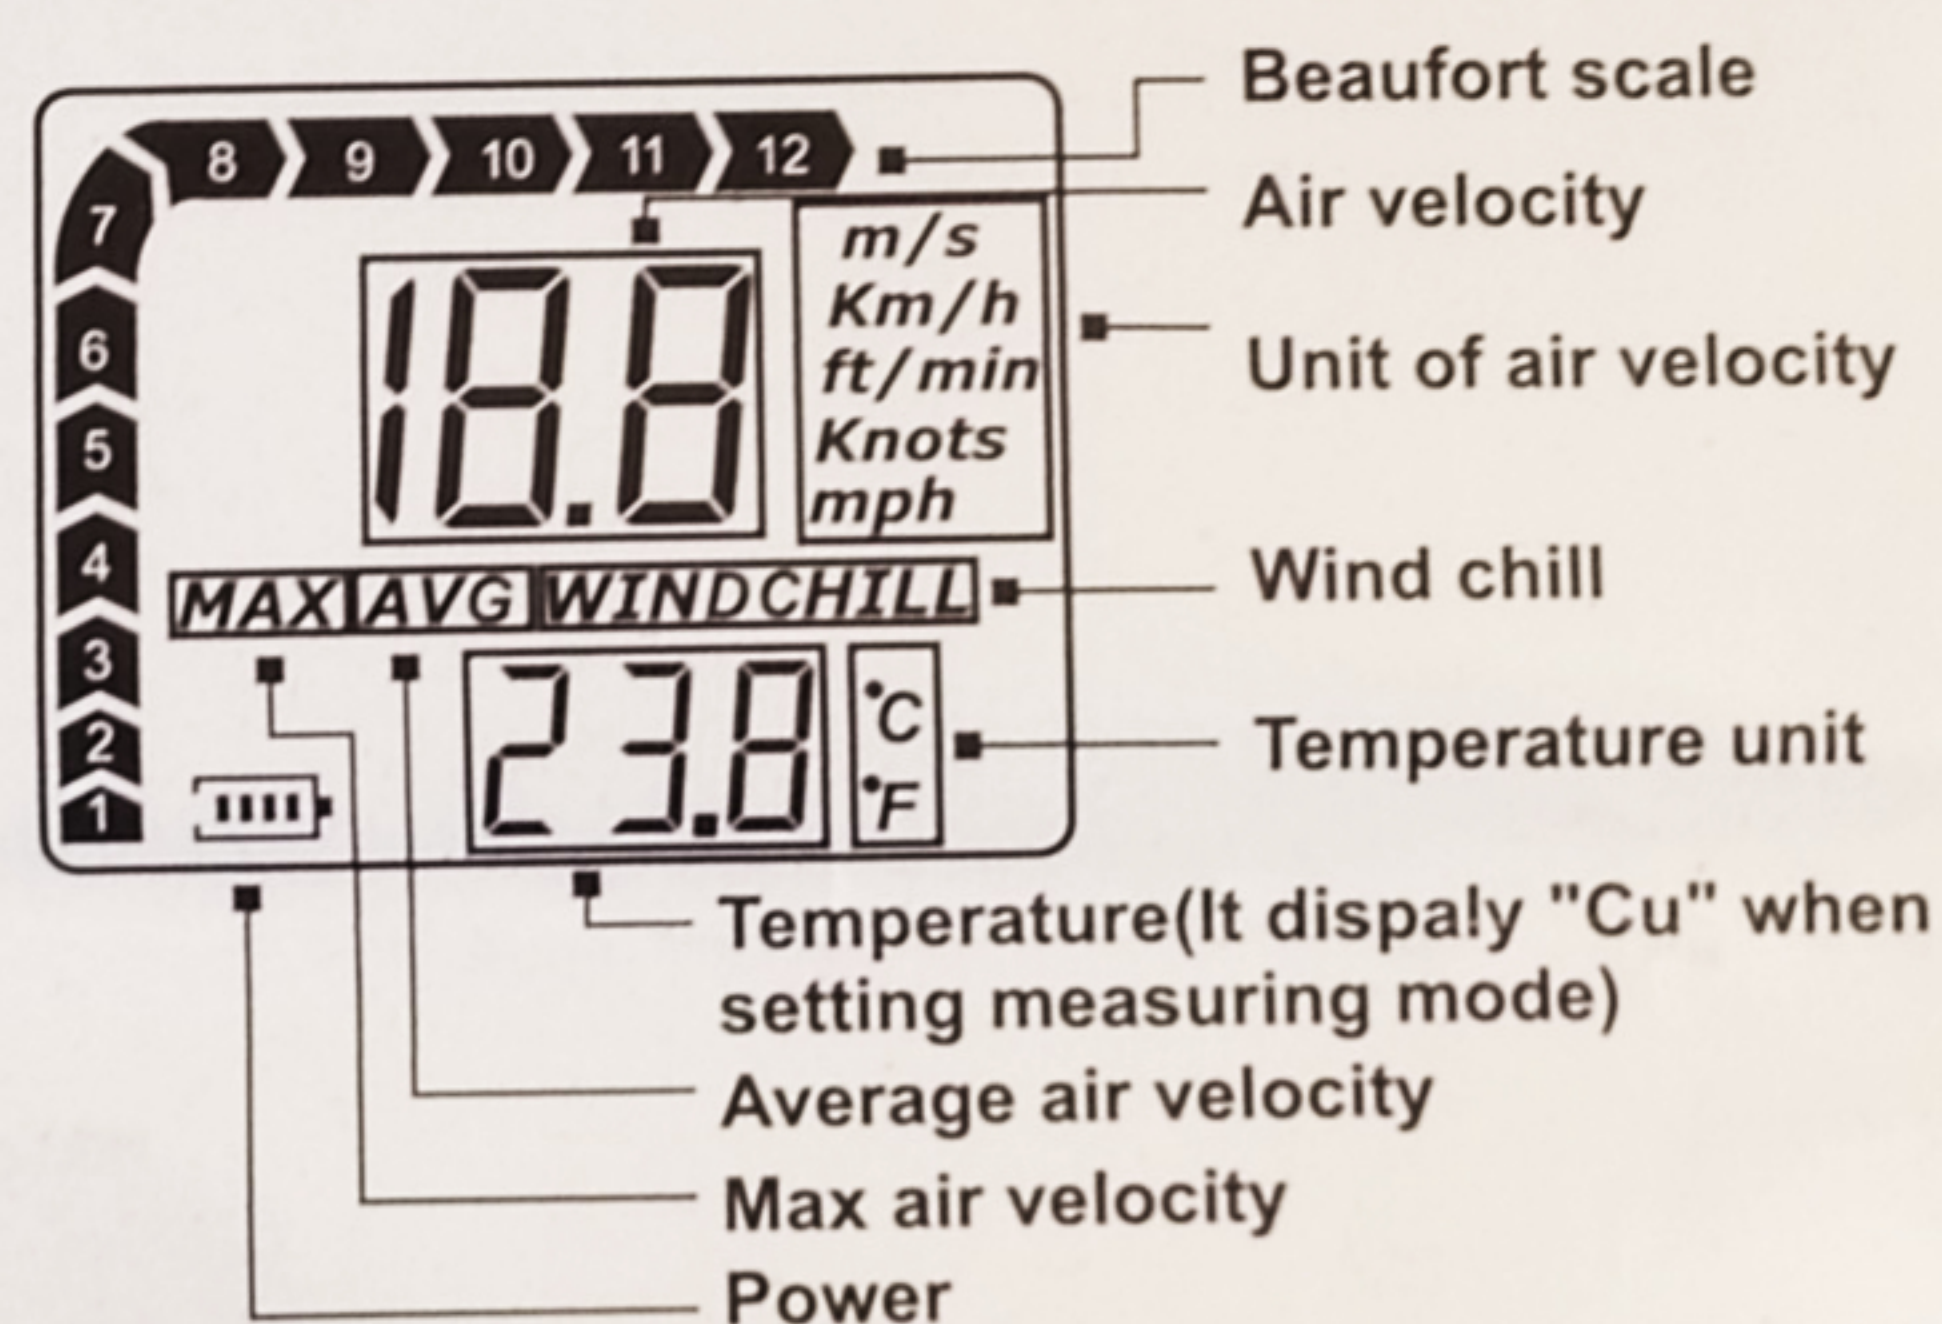 Beaufort scale
8 9 10 11 12
7
6
5
4
3
2
1
Air velocity
18.8
m/s
Km/h
ft/min
Knots
mph
Unit of air velocity
MAX AVG WINDCHILL
Wind chill
23.8
°C
°F
Temperature unit
Temperature(It dispaly "Cu" when
setting measuring mode)
Average air velocity
Max air velocity
Power